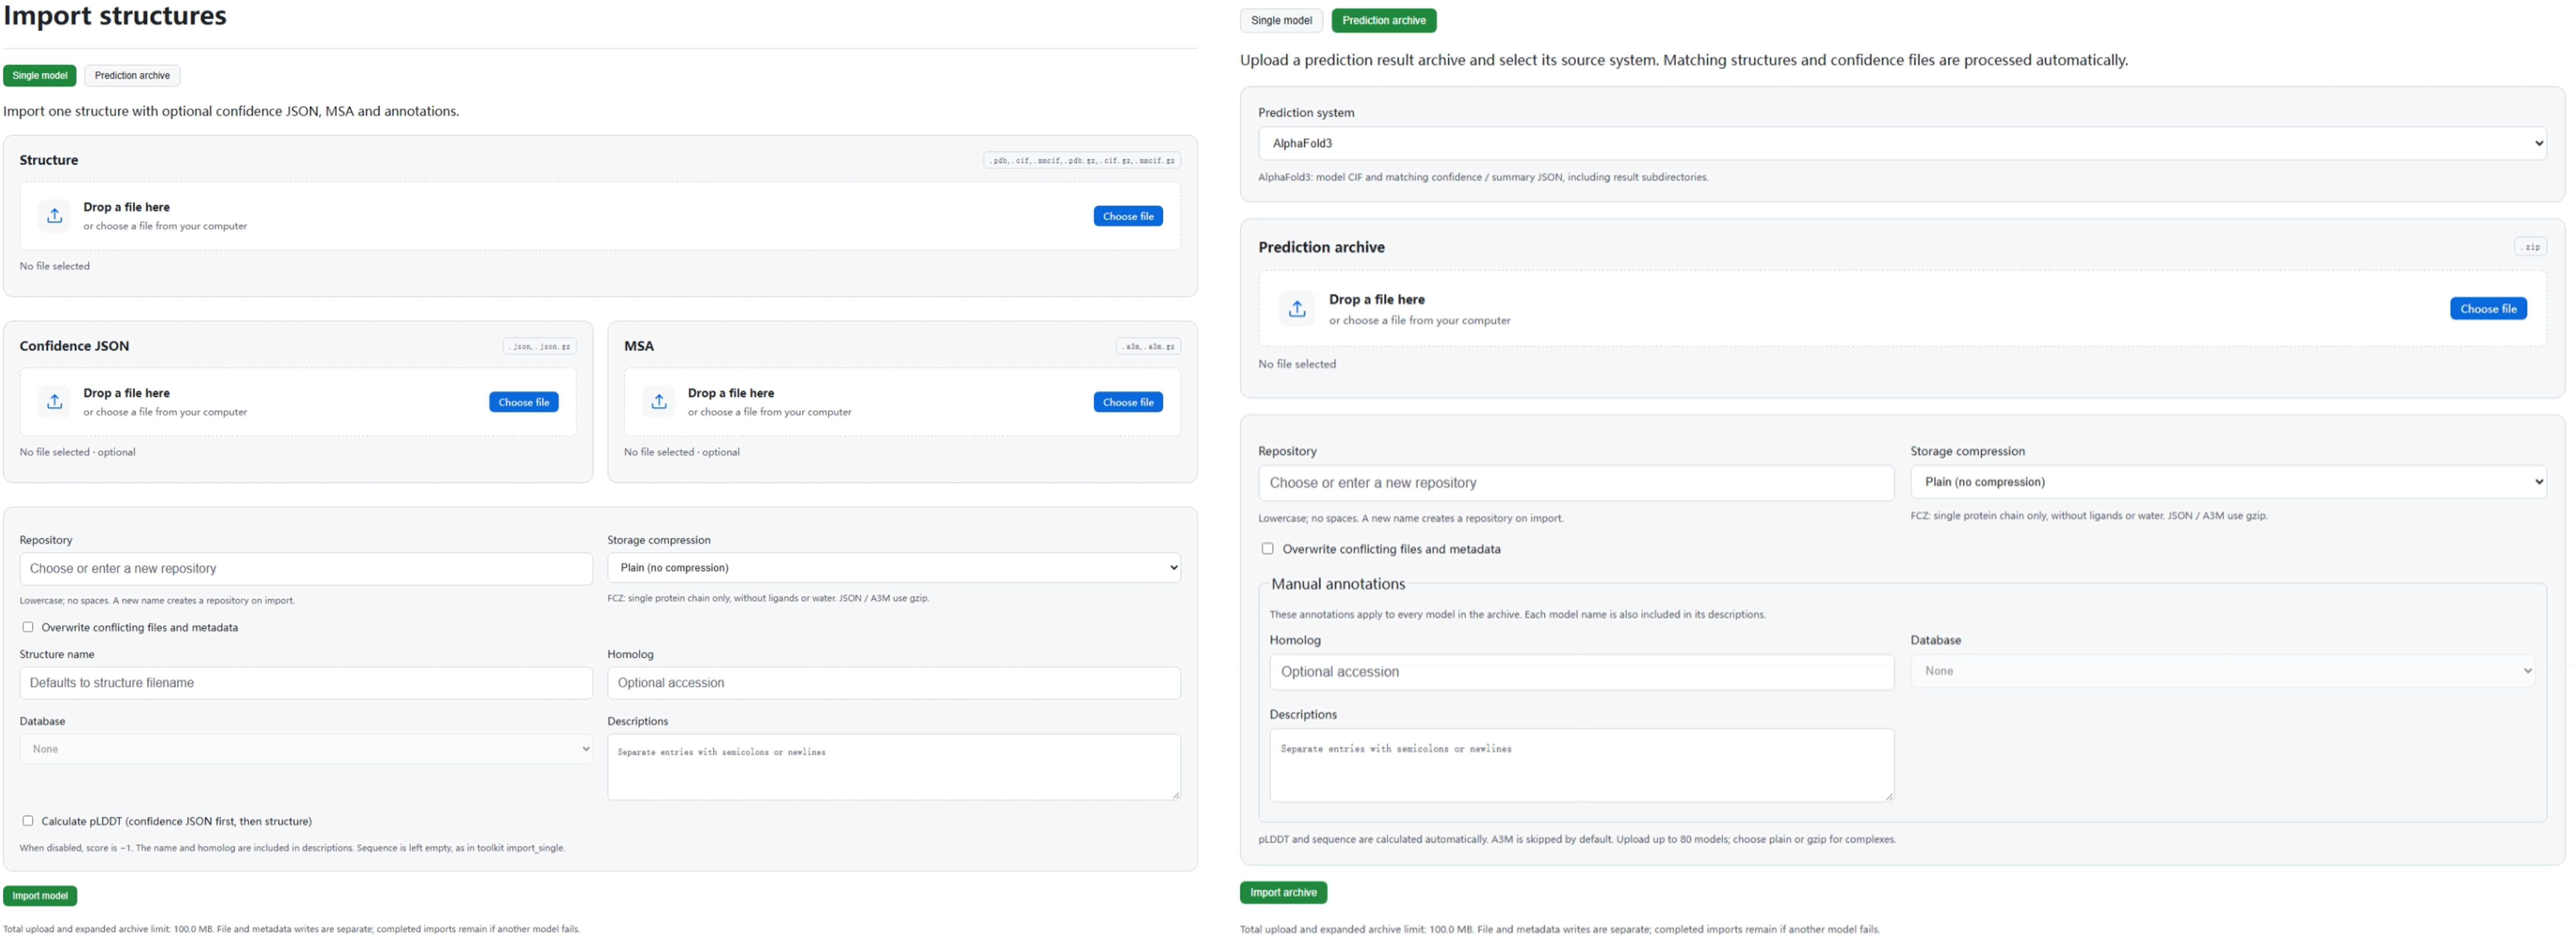 Import structures
Single model
Prediction archive
Import one structure with optional confidence JSON, MSA and annotations.
Structure
.pdb,.cif,.mmcif,.pdb.gz,.cif.gz,.mmcif.gz
Drop a file here
or choose a file from your computer
Choose file
No file selected
Confidence JSON
.json,.json.gz
Drop a file here
or choose a file from your computer
Choose file
No file selected · optional
MSA
.a3m,.a3m.gz
Drop a file here
or choose a file from your computer
Choose file
No file selected · optional
Repository
Choose or enter a new repository
Lowercase; no spaces. A new name creates a repository on import.
Storage compression
Plain (no compression)
FCZ: single protein chain only, without ligands or water. JSON / A3M use gzip.
Overwrite conflicting files and metadata
Structure name
Defaults to structure filename
Homolog
Optional accession
Database
None
Descriptions
Separate entries with semicolons or newlines
Calculate pLDDT (confidence JSON first, then structure)
When disabled, score is −1. The name and homolog are included in descriptions. Sequence is left empty, as in toolkit import_single.
Import model
Total upload and expanded archive limit: 100.0 MB. File and metadata writes are separate; completed imports remain if another model fails.
Single model
Prediction archive
Upload a prediction result archive and select its source system. Matching structures and confidence files are processed automatically.
Prediction system
AlphaFold3
AlphaFold3: model CIF and matching confidence / summary JSON, including result subdirectories.
Prediction archive
.zip
Drop a file here
or choose a file from your computer
Choose file
No file selected
Repository
Choose or enter a new repository
Lowercase; no spaces. A new name creates a repository on import.
Storage compression
Plain (no compression)
FCZ: single protein chain only, without ligands or water. JSON / A3M use gzip.
Overwrite conflicting files and metadata
Manual annotations
These annotations apply to every model in the archive. Each model name is also included in its descriptions.
Homolog
Optional accession
Database
None
Descriptions
Separate entries with semicolons or newlines
pLDDT and sequence are calculated automatically. A3M is skipped by default. Upload up to 80 models; choose plain or gzip for complexes.
Import archive
Total upload and expanded archive limit: 100.0 MB. File and metadata writes are separate; completed imports remain if another model fails.